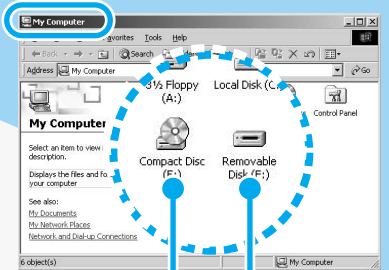 My Computer
Tools Help
Back
Search
Address My Computer
Go
3½ Floppy
(A:)
Local Disk (C:
Control Panel
My Computer
Compact Disc
(E:)
Removable
Disk (F:)
Select an item to view
description.
Displays the files and fo
your computer
See also:
My Documents
My Network Places
Network and Dial-up Connections
6 object(s)
My Computer